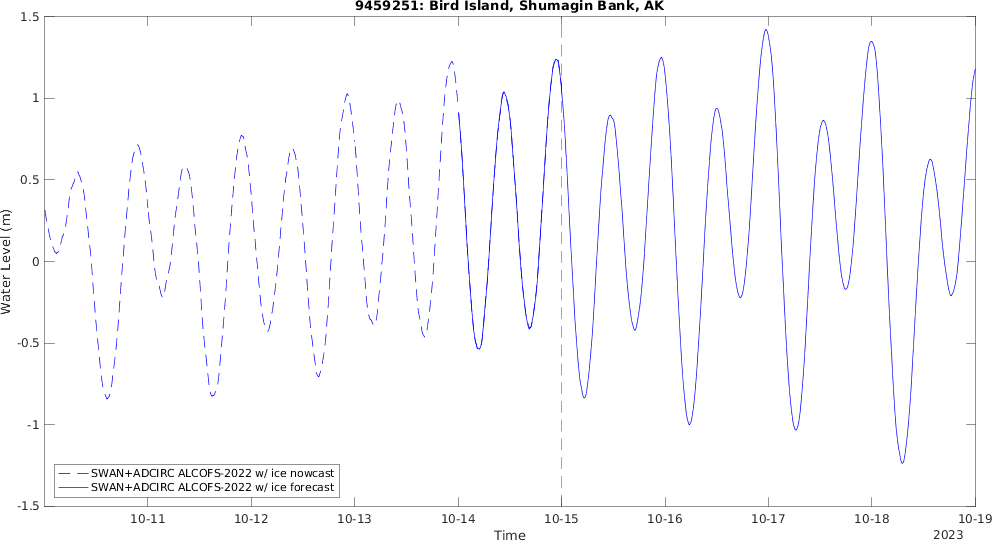 9459251: Bird Island, Shumagin Bank, AK
1.5
1
0.5
0
-0.5
-1
-1.5
Water Level (m)
SWAN+ADCIRC ALCOFS-2022 w/ ice nowcast
SWAN+ADCIRC ALCOFS-2022 w/ ice forecast
10-11 10-12 10-13 10-14 10-15 10-16 10-17 10-18 10-19
Time
2023